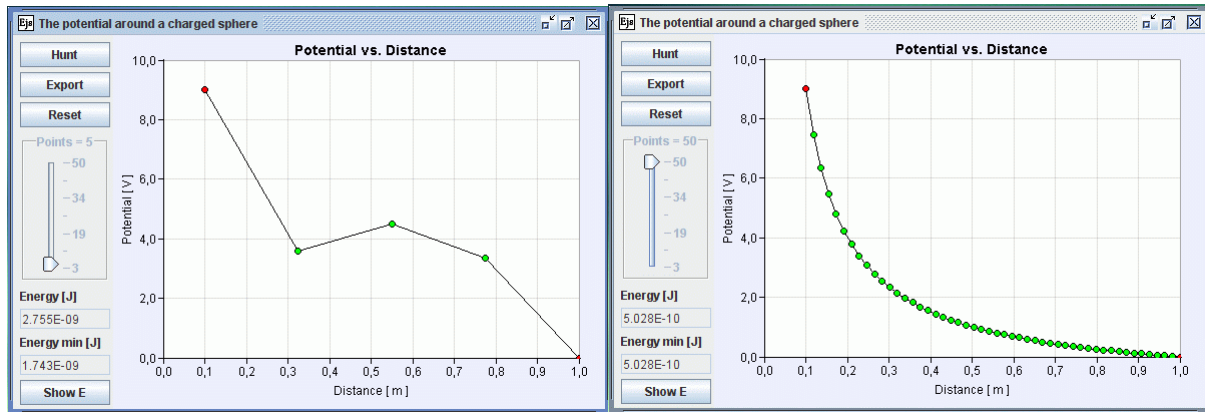 Ejs The potential around a charged sphere
Hunt
Export
Reset
Points = 5
50
34
19
3
Energy [J]
2.755E-09
Energy min [J]
1.743E-09
Show E
Potential vs. Distance
Potential [ V ]
10,0
8,0
6,0
4,0
2,0
0,0
0,0 0,1 0,2 0,3 0,4 0,5 0,6 0,7 0,8 0,9 1,0
Distance [ m ]
Ejs The potential around a charged sphere
Hunt
Export
Reset
Points = 50
50
34
19
3
Energy [J]
5.028E-10
Energy min [J]
5.028E-10
Show E
Potential vs. Distance
Potential [ V ]
10,0
8,0
6,0
4,0
2,0
0,0
0,0 0,1 0,2 0,3 0,4 0,5 0,6 0,7 0,8 0,9 1,0
Distance [ m ]